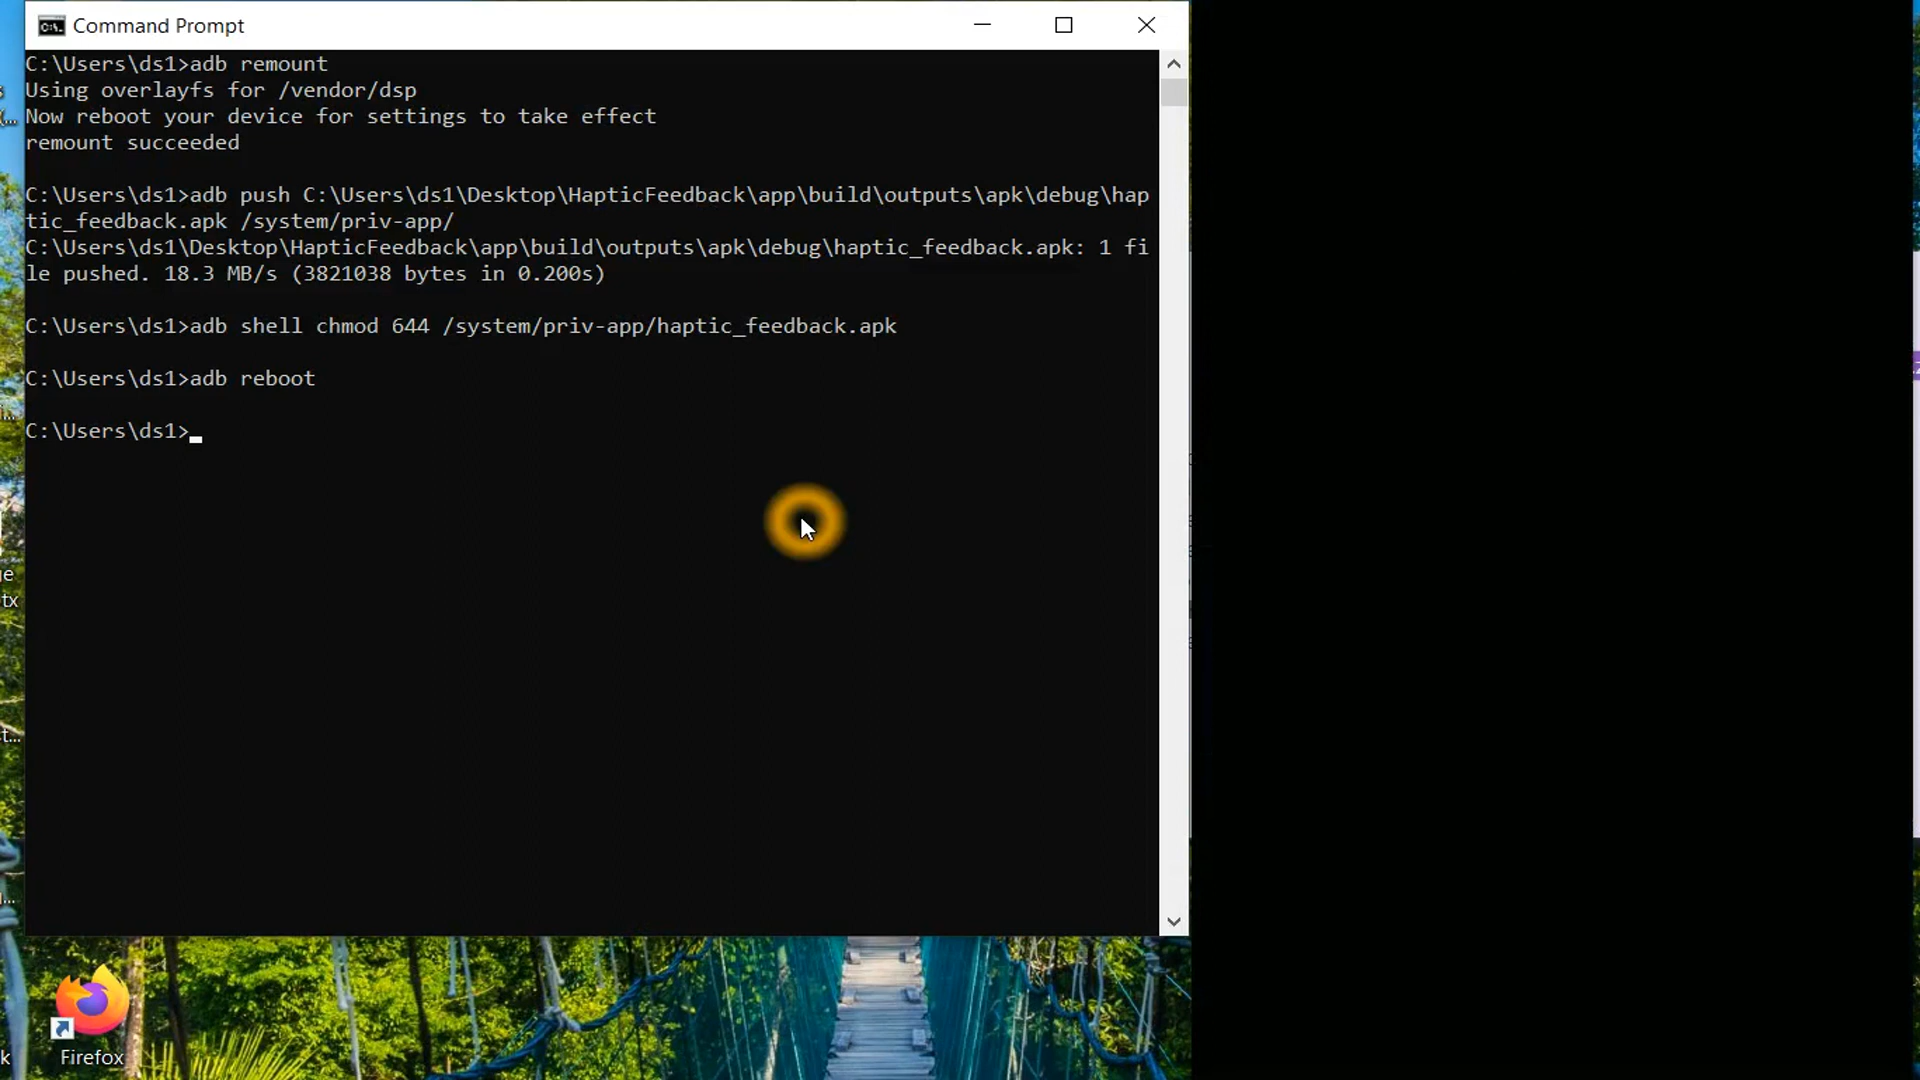 Command Prompt
C:\Users\ds1>adb remount
Using overlayfs for /vendor/dsp
Now reboot your device for settings to take effect
remount succeeded
C:\Users\ds1>adb push C:\Users\ds1\Desktop\HapticFeedback\app\build\outputs\apk\debug\hap
tic_feedback.apk /system/priv-app/
C:\Users\ds1\Desktop\HapticFeedback\app\build\outputs\apk\debug\haptic_feedback.apk: 1 fi
le pushed. 18.3 MB/s (3821038 bytes in 0.200s)
C:\Users\ds1>adb shell chmod 644 /system/priv-app/haptic_feedback.apk
C:\Users\ds1>adb reboot
C:\Users\ds1>
Firefox